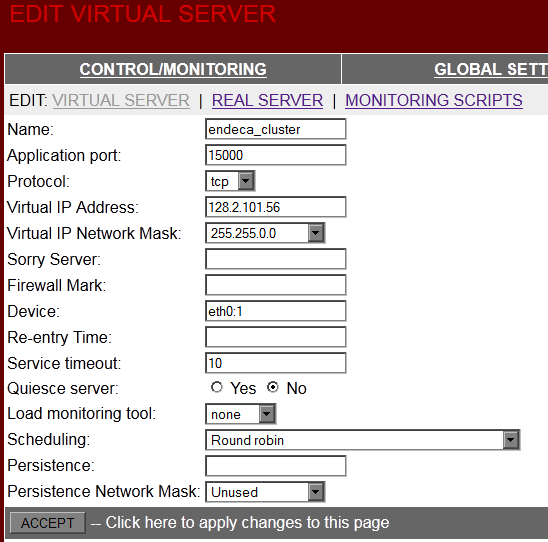 EDIT VIRTUAL SERVER
CONTROL/MONITORING GLOBAL SETT
EDIT: VIRTUAL SERVER | REAL SERVER | MONITORING SCRIPTS
Name: endeca_cluster
Application port: 15000
Protocol: tcp
Virtual IP Address: 128.2.101.56
Virtual IP Network Mask: 255.255.0.0
Sorry Server:
Firewall Mark:
Device: eth0:1
Re-entry Time:
Service timeout: 10
Quiesce server: Yes No
Load monitoring tool: none
Scheduling: Round robin
Persistence:
Persistence Network Mask: Unused
ACCEPT -- Click here to apply changes to this page